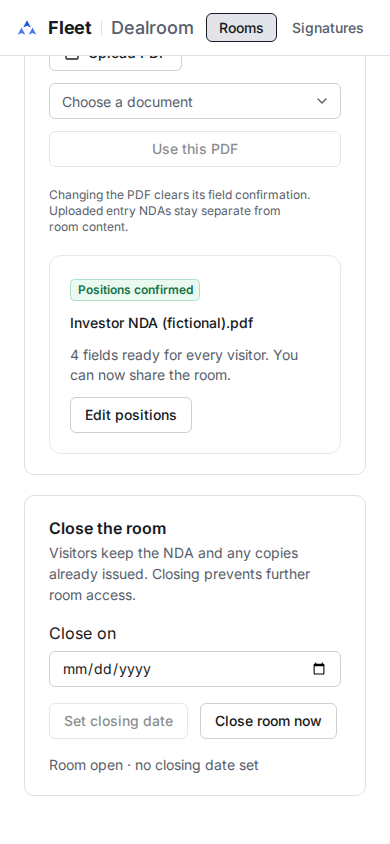 Fleet Dealroom Rooms Signatures
Upload PDF
Choose a document
Use this PDF
Changing the PDF clears its field confirmation.
Uploaded entry NDAs stay separate from
room content.
Positions confirmed
Investor NDA (fictional).pdf
4 fields ready for every visitor. You
can now share the room.
Edit positions
Close the room
Visitors keep the NDA and any copies
already issued. Closing prevents further
room access.
Close on
mm/dd/yyyy
Set closing date Close room now
Room open · no closing date set